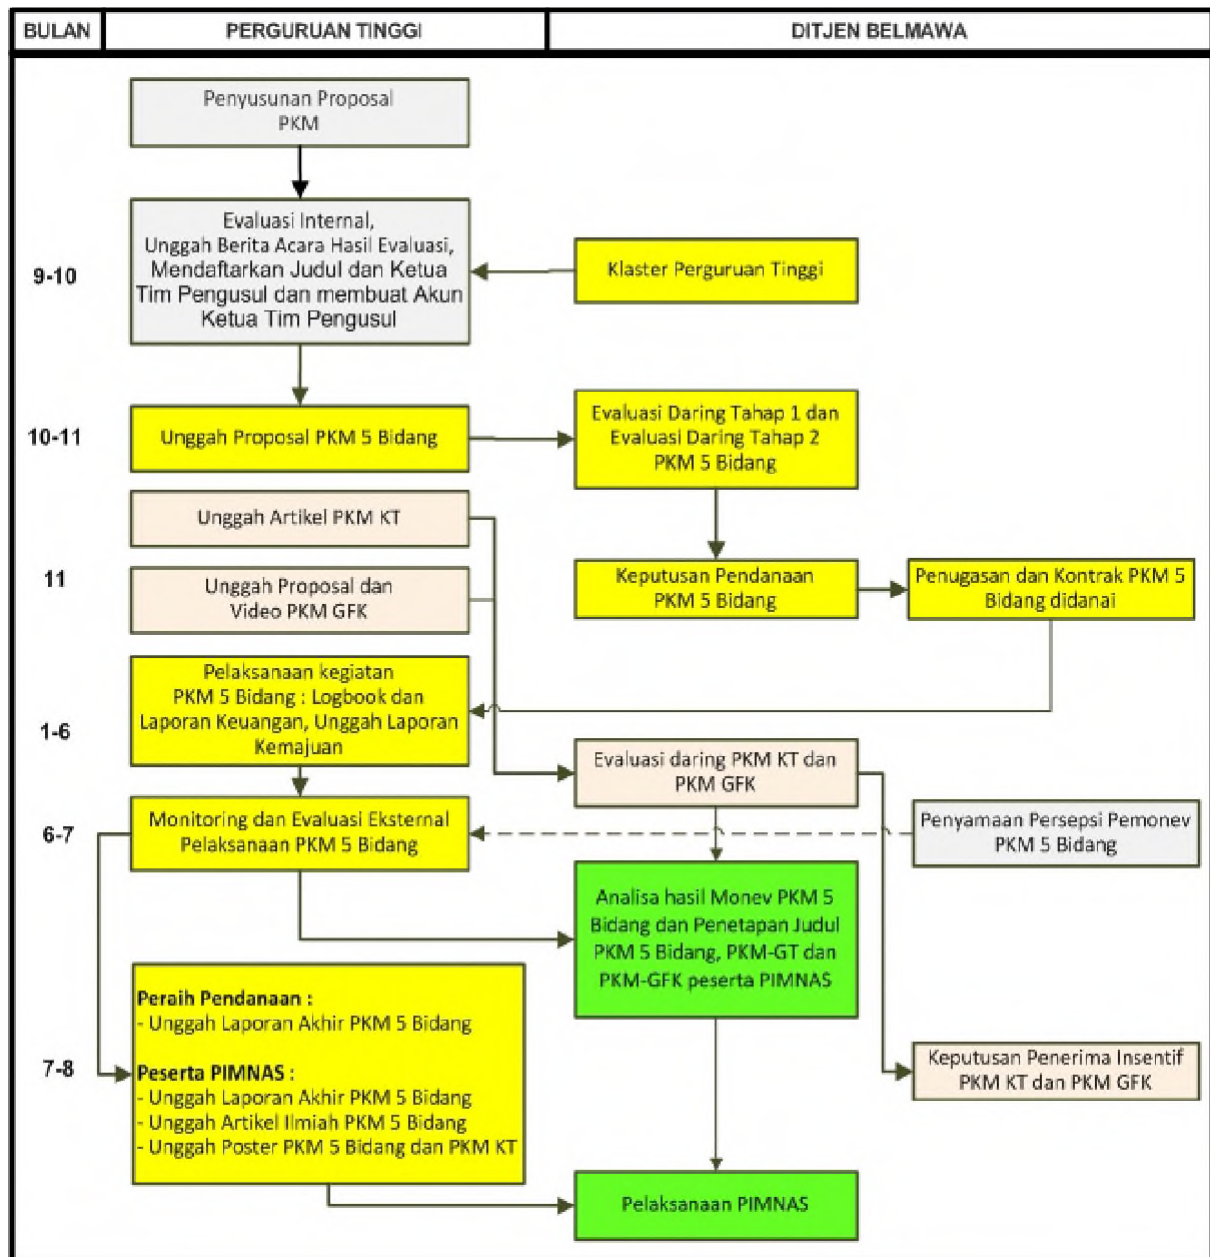 BULAN
PERGURUAN TINGGI
DITJEN BELMAWA
Penyusunan Proposal
PKM
9-10
Evaluasi Internal,
Unggah Berita Acara Hasil Evaluasi,
Mendaftarkan Judul dan Ketua
Tim Pengusul dan membuat Akun
Ketua Tim Pengusul
Klaster Perguruan Tinggi
10-11
Unggah Proposal PKM 5 Bidang
Evaluasi Daring Tahap 1 dan
Evaluasi Daring Tahap 2
PKM 5 Bidang
Unggah Artikel PKM KT
11
Unggah Proposal dan
Video PKM GFK
Keputusan Pendanaan
PKM 5 Bidang
Penugasan dan Kontrak PKM 5
Bidang didanai
1-6
Pelaksanaan kegiatan
PKM 5 Bidang : Logbook dan
Laporan Keuangan, Unggah Laporan
Kemajuan
Evaluasi daring PKM KT dan
PKM GFK
6-7
Monitoring dan Evaluasi Eksternal
Pelaksanaan PKM 5 Bidang
Penyamaan Persepsi Pemonev
PKM 5 Bidang
Analisa hasil Monev PKM 5
Bidang dan Penetapan Judul
PKM 5 Bidang, PKM-GT dan
PKM-GFK peserta PIMNAS
7-8
Peraih Pendanaan :
- Unggah Laporan Akhir PKM 5 Bidang
Peserta PIMNAS :
- Unggah Laporan Akhir PKM 5 Bidang
- Unggah Artikel Ilmiah PKM 5 Bidang
- Unggah Poster PKM 5 Bidang dan PKM KT
Keputusan Penerima Insentif
PKM KT dan PKM GFK
Pelaksanaan PIMNAS